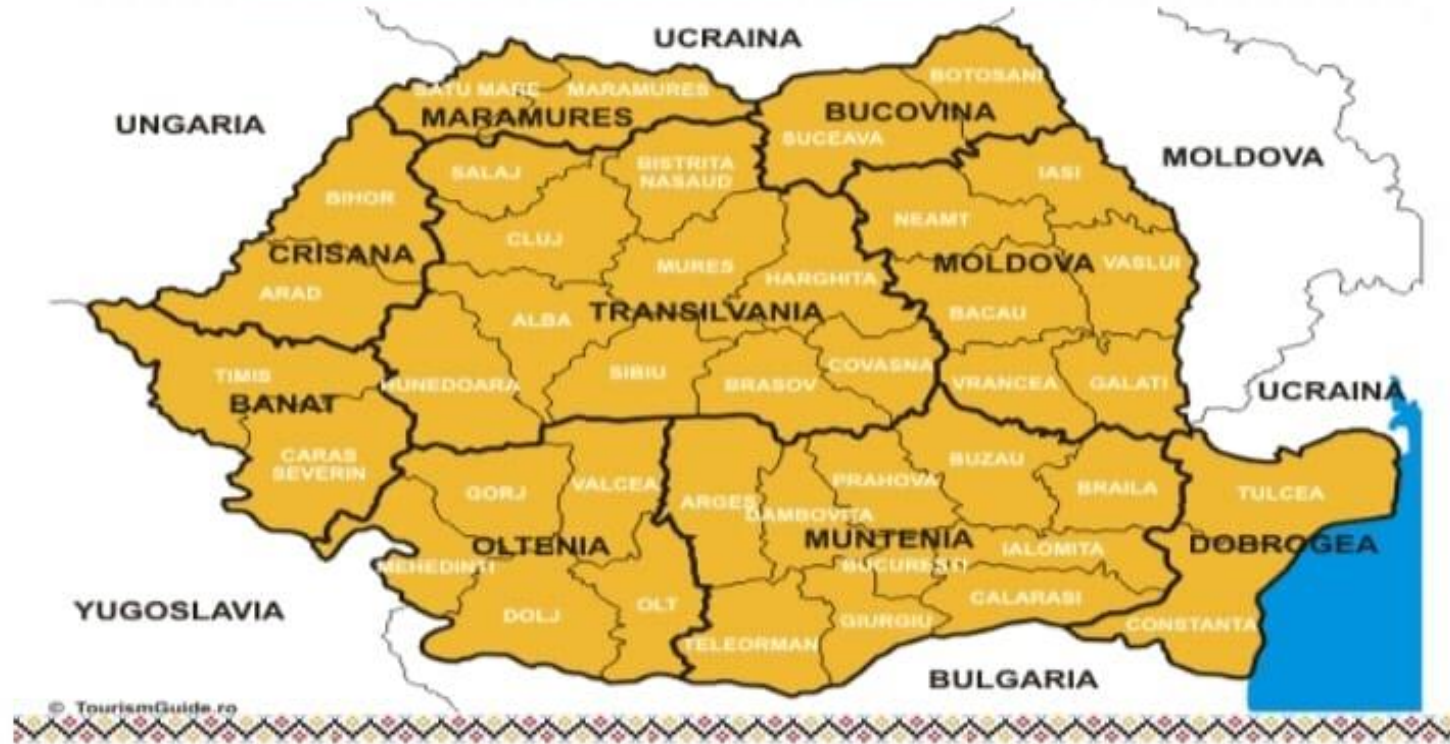 UCRAINA
UNGARIA
MOLDOVA
SATU MARE
MARAMURES
MARAMURES
BOTOSANI
BUCOVINA
SUCEAVA
SALAJ
BISTRITA
NASAUD
IASI
BIHOR
NEAMT
CLUJ
CRISANA
MURES
HARGHITA
MOLDOVA
VASLUI
ARAD
ALBA
TRANSILVANIA
BACAU
TIMIS
HUNEDOARA
SIBIU
BRASOV
COVASNA
VRANCEA
GALATI
UCRAINA
BANAT
CARAS
SEVERIN
GORJ
VALCEA
ARGES
PRAHOVA
BUZAU
BRAILA
TULCEA
DAMBOVITA
OLTENIA
MUNTENIA
IALOMITA
DOBROGEA
MEHEDINTI
BUCURESTI
YUGOSLAVIA
DOLJ
OLT
CALARASI
TELEORMAN
GIURGIU
CONSTANTA
BULGARIA
© TourismGuide.ro